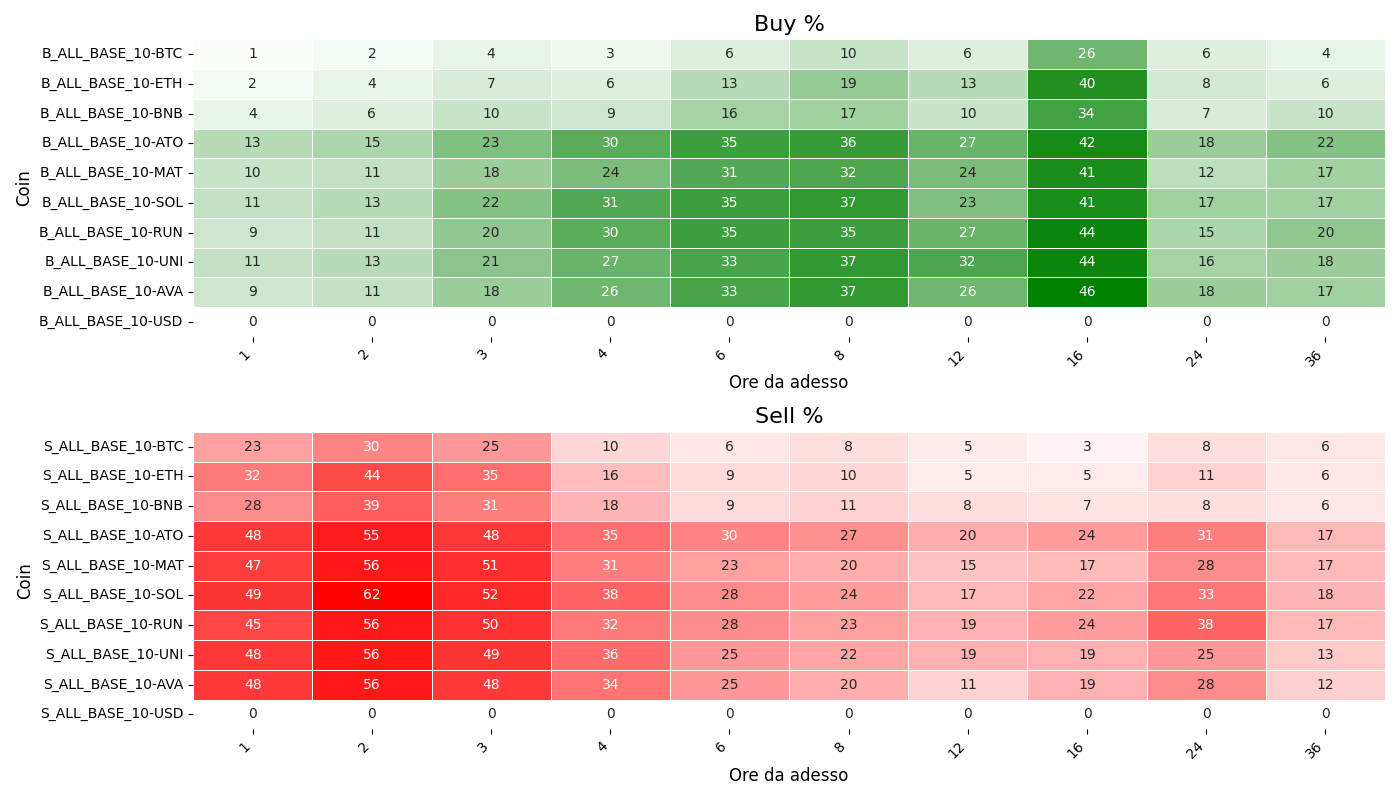 Buy %
Coin
B_ALL_BASE_10-BTC 1 2 4 3 6 10 6 26 6 4
B_ALL_BASE_10-ETH 2 4 7 6 13 19 13 40 8 6
B_ALL_BASE_10-BNB 4 6 10 9 16 17 10 34 7 10
B_ALL_BASE_10-ATO 13 15 23 30 35 36 27 42 18 22
B_ALL_BASE_10-MAT 10 11 18 24 31 32 24 41 12 17
B_ALL_BASE_10-SOL 11 13 22 31 35 37 23 41 17 17
B_ALL_BASE_10-RUN 9 11 20 30 35 35 27 44 15 20
B_ALL_BASE_10-UNI 11 13 21 27 33 37 32 44 16 18
B_ALL_BASE_10-AVA 9 11 18 26 33 37 26 46 18 17
B_ALL_BASE_10-USD 0 0 0 0 0 0 0 0 0 0
1 2 3 4 6 8 12 16 24 36
Ore da adesso
Sell %
Coin
S_ALL_BASE_10-BTC 23 30 25 10 6 8 5 3 8 6
S_ALL_BASE_10-ETH 32 44 35 16 9 10 5 5 11 6
S_ALL_BASE_10-BNB 28 39 31 18 9 11 8 7 8 6
S_ALL_BASE_10-ATO 48 55 48 35 30 27 20 24 31 17
S_ALL_BASE_10-MAT 47 56 51 31 23 20 15 17 28 17
S_ALL_BASE_10-SOL 49 62 52 38 28 24 17 22 33 18
S_ALL_BASE_10-RUN 45 56 50 32 28 23 19 24 38 17
S_ALL_BASE_10-UNI 48 56 49 36 25 22 19 19 25 13
S_ALL_BASE_10-AVA 48 56 48 34 25 20 11 19 28 12
S_ALL_BASE_10-USD 0 0 0 0 0 0 0 0 0 0
1 2 3 4 6 8 12 16 24 36
Ore da adesso